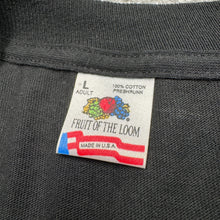 L
ADULT
100% COTTON
PRESHRUNK
FRUIT OF THE LOOM
MADE IN U.S.A.